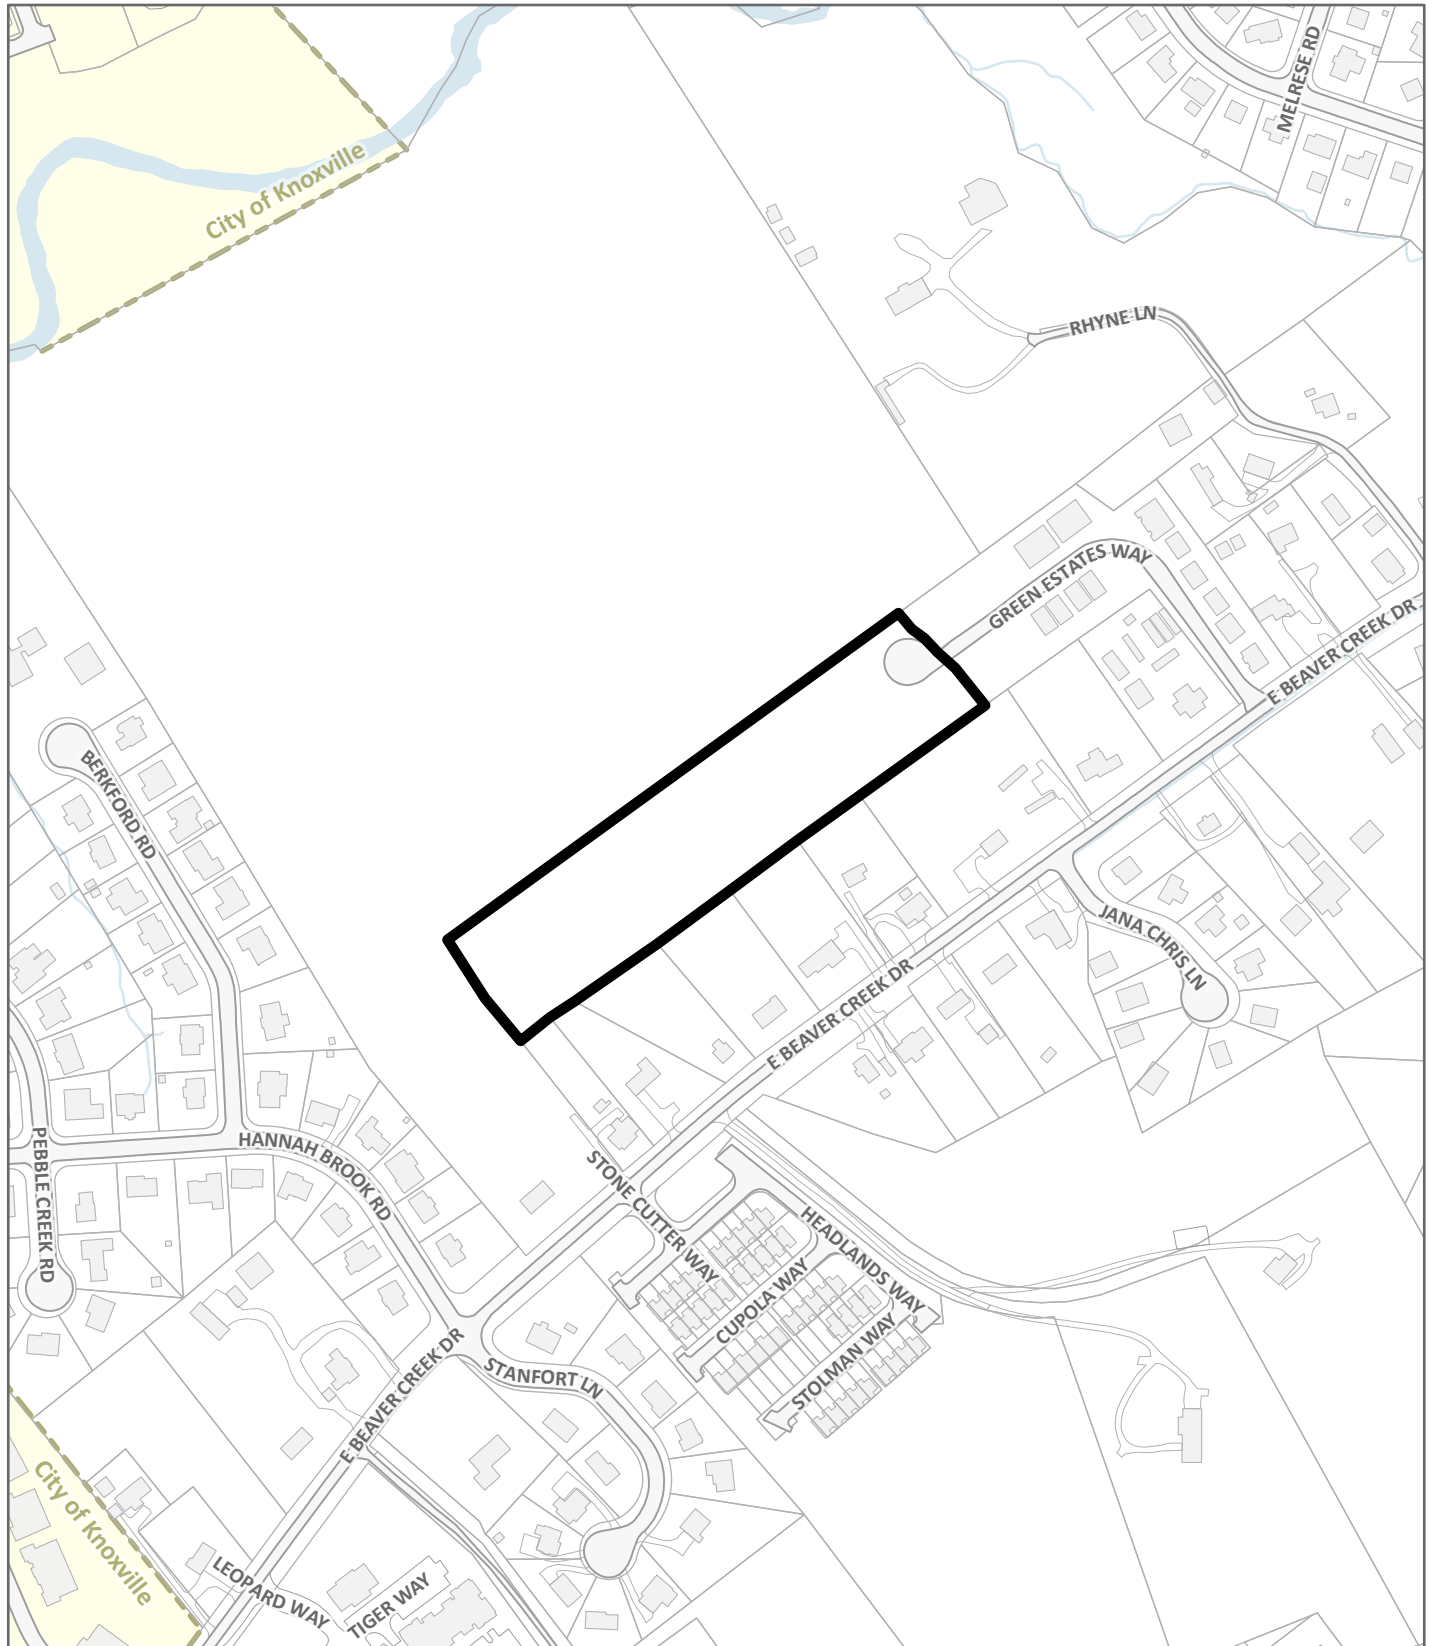 MELRESE RD
City of Knoxville
RHYNE LN
GREEN ESTATES WAY
E BEAVER CREEK DR
BERKFORD RD
JANA CHRIS LN
E BEAVER CREEK DR
PEBBLE CREEK RD
HANNAH BROOK RD
STONE CUTTER WAY
HEADLANDS WAY
CUPOLA WAY
STOLMAN WAY
E BEAVER CREEK DR
STANFORT LN
City of Knoxville
LEOPARD WAY
TIGER WAY